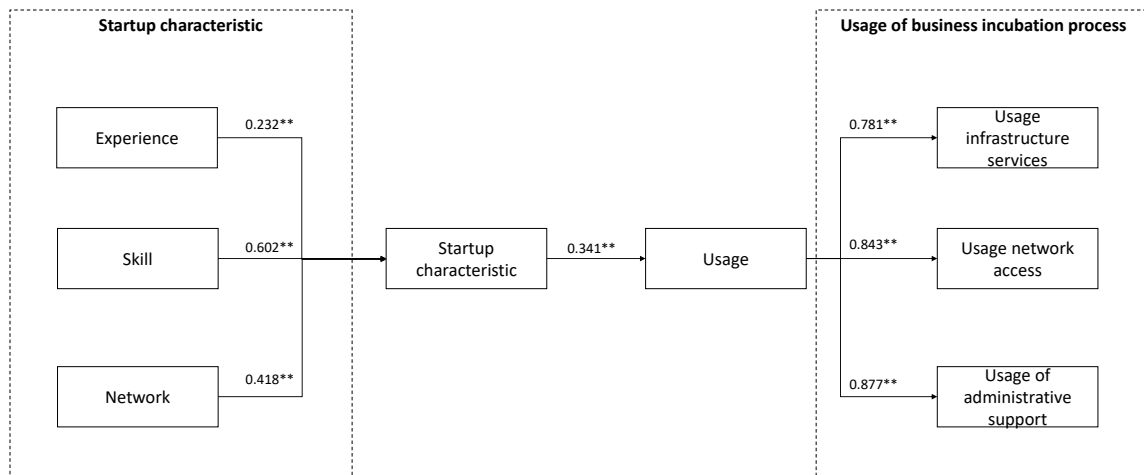 Startup characteristic
Usage of business incubation process
Experience
0.232**
0.781**
Usage
infrastructure
services
Skill
0.602**
Startup
characteristic
0.341**
Usage
0.843**
Usage network
access
Network
0.418**
0.877**
Usage of
administrative
support